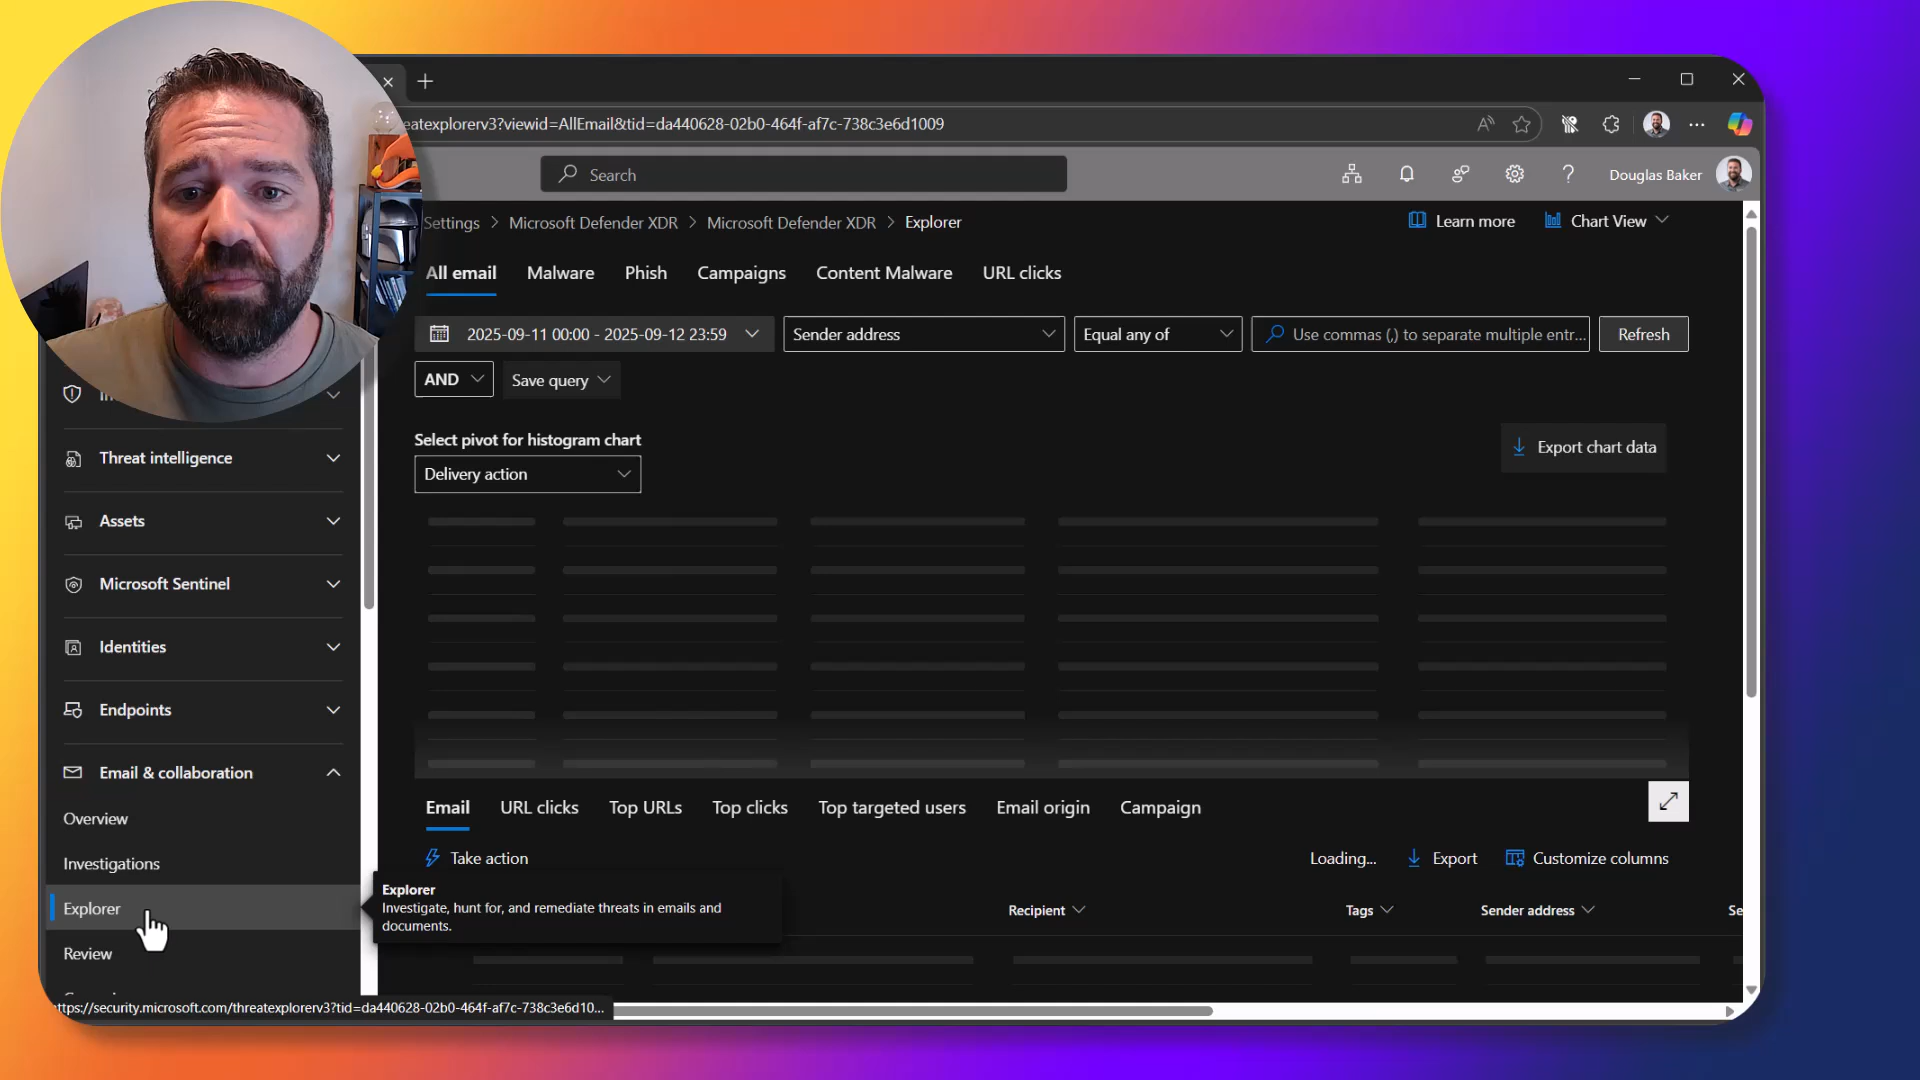 eatexplorerv3?viewid=AllEmail&tid=da440628-02b0-464f-af7c-738c3e6d1009
Search
Douglas Baker
Settings > Microsoft Defender XDR > Microsoft Defender XDR > Explorer
Learn more
Chart View
All email
Malware
Phish
Campaigns
Content Malware
URL clicks
2025-09-11 00:00 - 2025-09-12 23:59
Sender address
Equal any of
Use commas (,) to separate multiple entr...
Refresh
AND
Save query
Select pivot for histogram chart
Delivery action
Export chart data
Threat intelligence
Assets
Microsoft Sentinel
Identities
Endpoints
Email & collaboration
Overview
Investigations
Explorer
Review
Email
URL clicks
Top URLs
Top clicks
Top targeted users
Email origin
Campaign
Take action
Loading...
Export
Customize columns
Explorer
Investigate, hunt for, and remediate threats in emails and
documents.
Recipient
Tags
Sender address
Se
ttps://security.microsoft.com/threatexplorerv3?tid=da440628-02b0-464f-af7c-738c3e6d10...